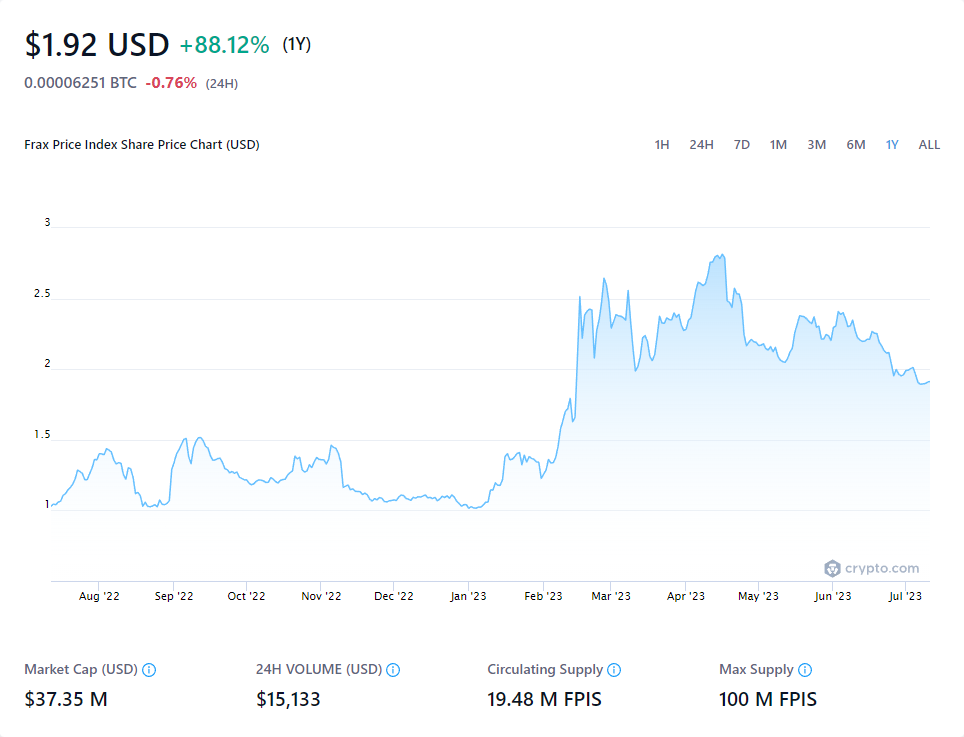 $1.92 USD +88.12% (1Y)
0.00006251 BTC -0.76% (24H)
Frax Price Index Share Price Chart (USD) 1H 24H 7D 1M 3M 6M 1Y ALL
3
2.5
2
1.5
1
crypto.com
Aug '22 Sep '22 Oct '22 Nov '22 Dec '22 Jan '23 Feb '23 Mar '23 Apr '23 May '23 Jun '23 Jul '23
Market Cap (USD) 24H VOLUME (USD) Circulating Supply Max Supply
$37.35 M $15,133 19.48 M FPIS 100 M FPIS